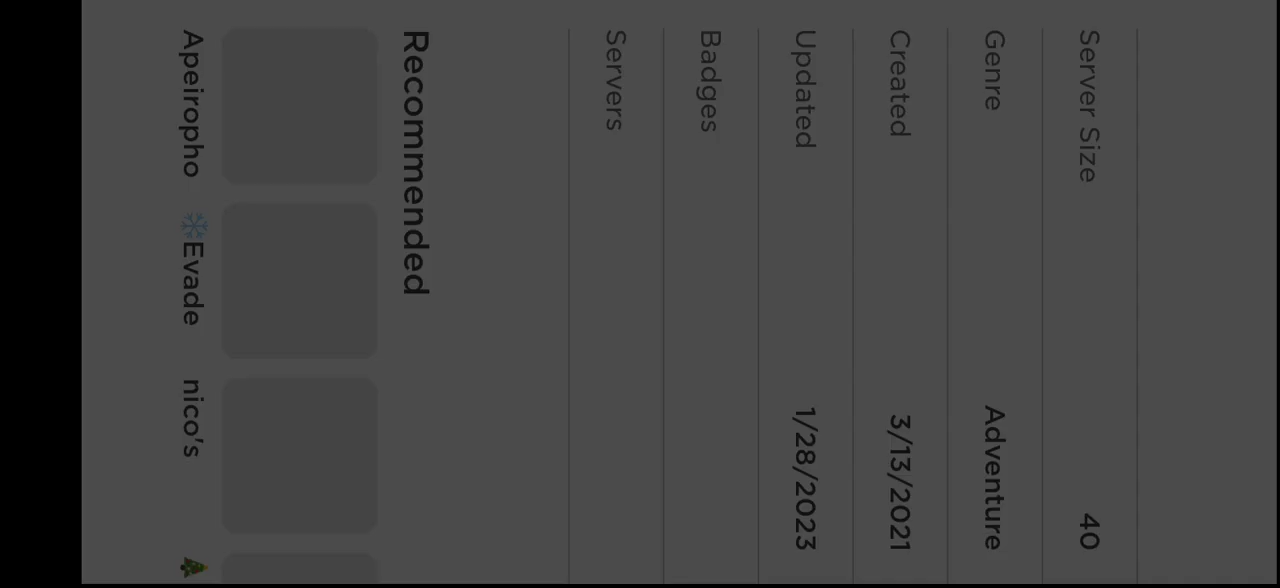 Server Size 40
Genre Adventure
Created 3/13/2021
Updated 1/28/2023
Badges
Servers
Recommended
Apeiropho ❄️Evade nico's 🎄